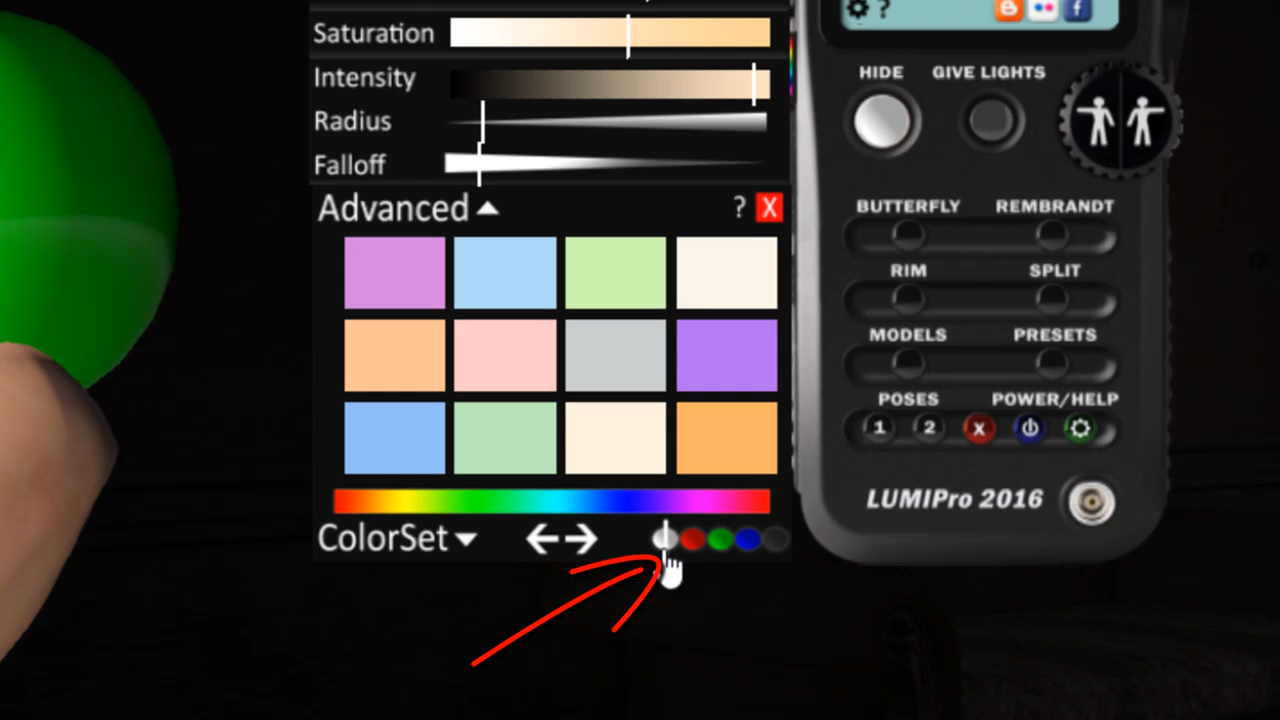 Saturation
Intensity
Radius
Falloff
Advanced
? X
ColorSet
?
HIDE GIVE LIGHTS
BUTTERFLY REMBRANDT
RIM SPLIT
MODELS PRESETS
POSES POWER/HELP
1 2 X
LUMIPro 2016